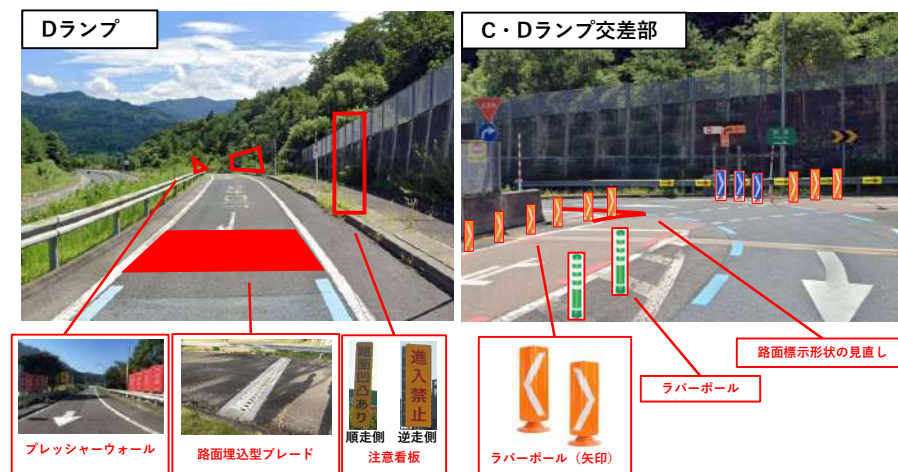 Dランプ
C・Dランプ交差部
プレッシャーウォール
路面埋込型ブレード
路面凹凸あり
進入禁止
順走側
逆走側
注意看板
ラバーポール（矢印）
ラバーポール
路面標示形状の見直し